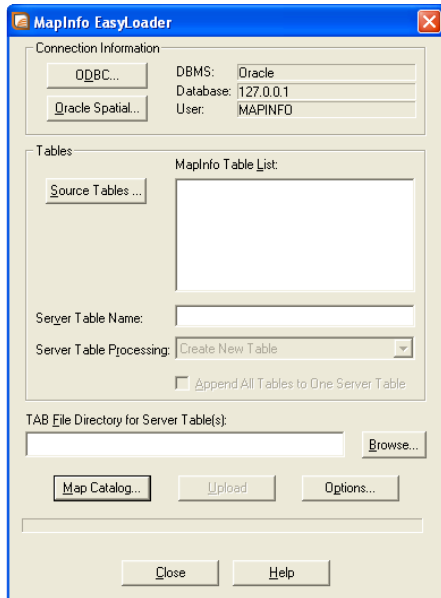 MapInfo EasyLoader
Connection Information
ODBC...
DBMS: Oracle
Database: 127.0.0.1
Oracle Spatial...
User: MAPINFO
Tables
MapInfo Table List:
Source Tables ...
Server Table Name:
Server Table Processing: Create New Table
Append All Tables to One Server Table
TAB File Directory for Server Table(s):
Browse...
Map Catalog... Upload Options...
Close Help